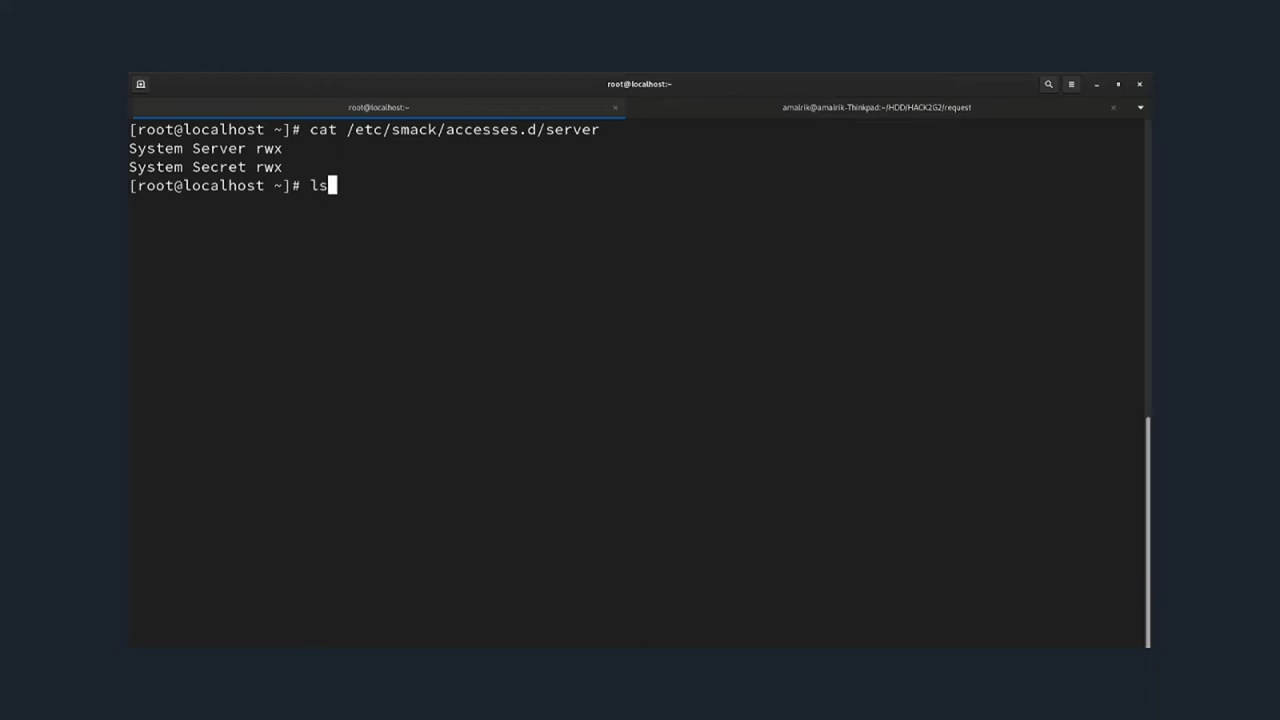 root@localhost:~
root@localhost:~
amalrik@amalrik-Thinkpad:~/HDD/HACK2G2/request
[root@localhost ~]# cat /etc/smack/accesses.d/server
System Server rwx
System Secret rwx
[root@localhost ~]# ls